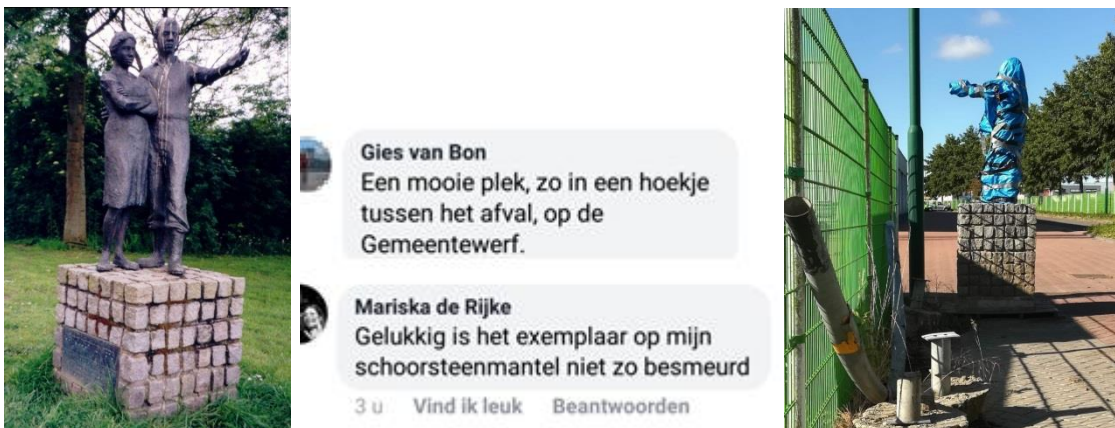 Gies van Bon
Een mooie plek, zo in een hoekje
tussen het afval, op de
Gemeentewerf.
Mariska de Rijke
Gelukkig is het exemplaar op mijn
schoorsteenmantel niet zo besmeurd
3 u Vind ik leuk Beantwoorden